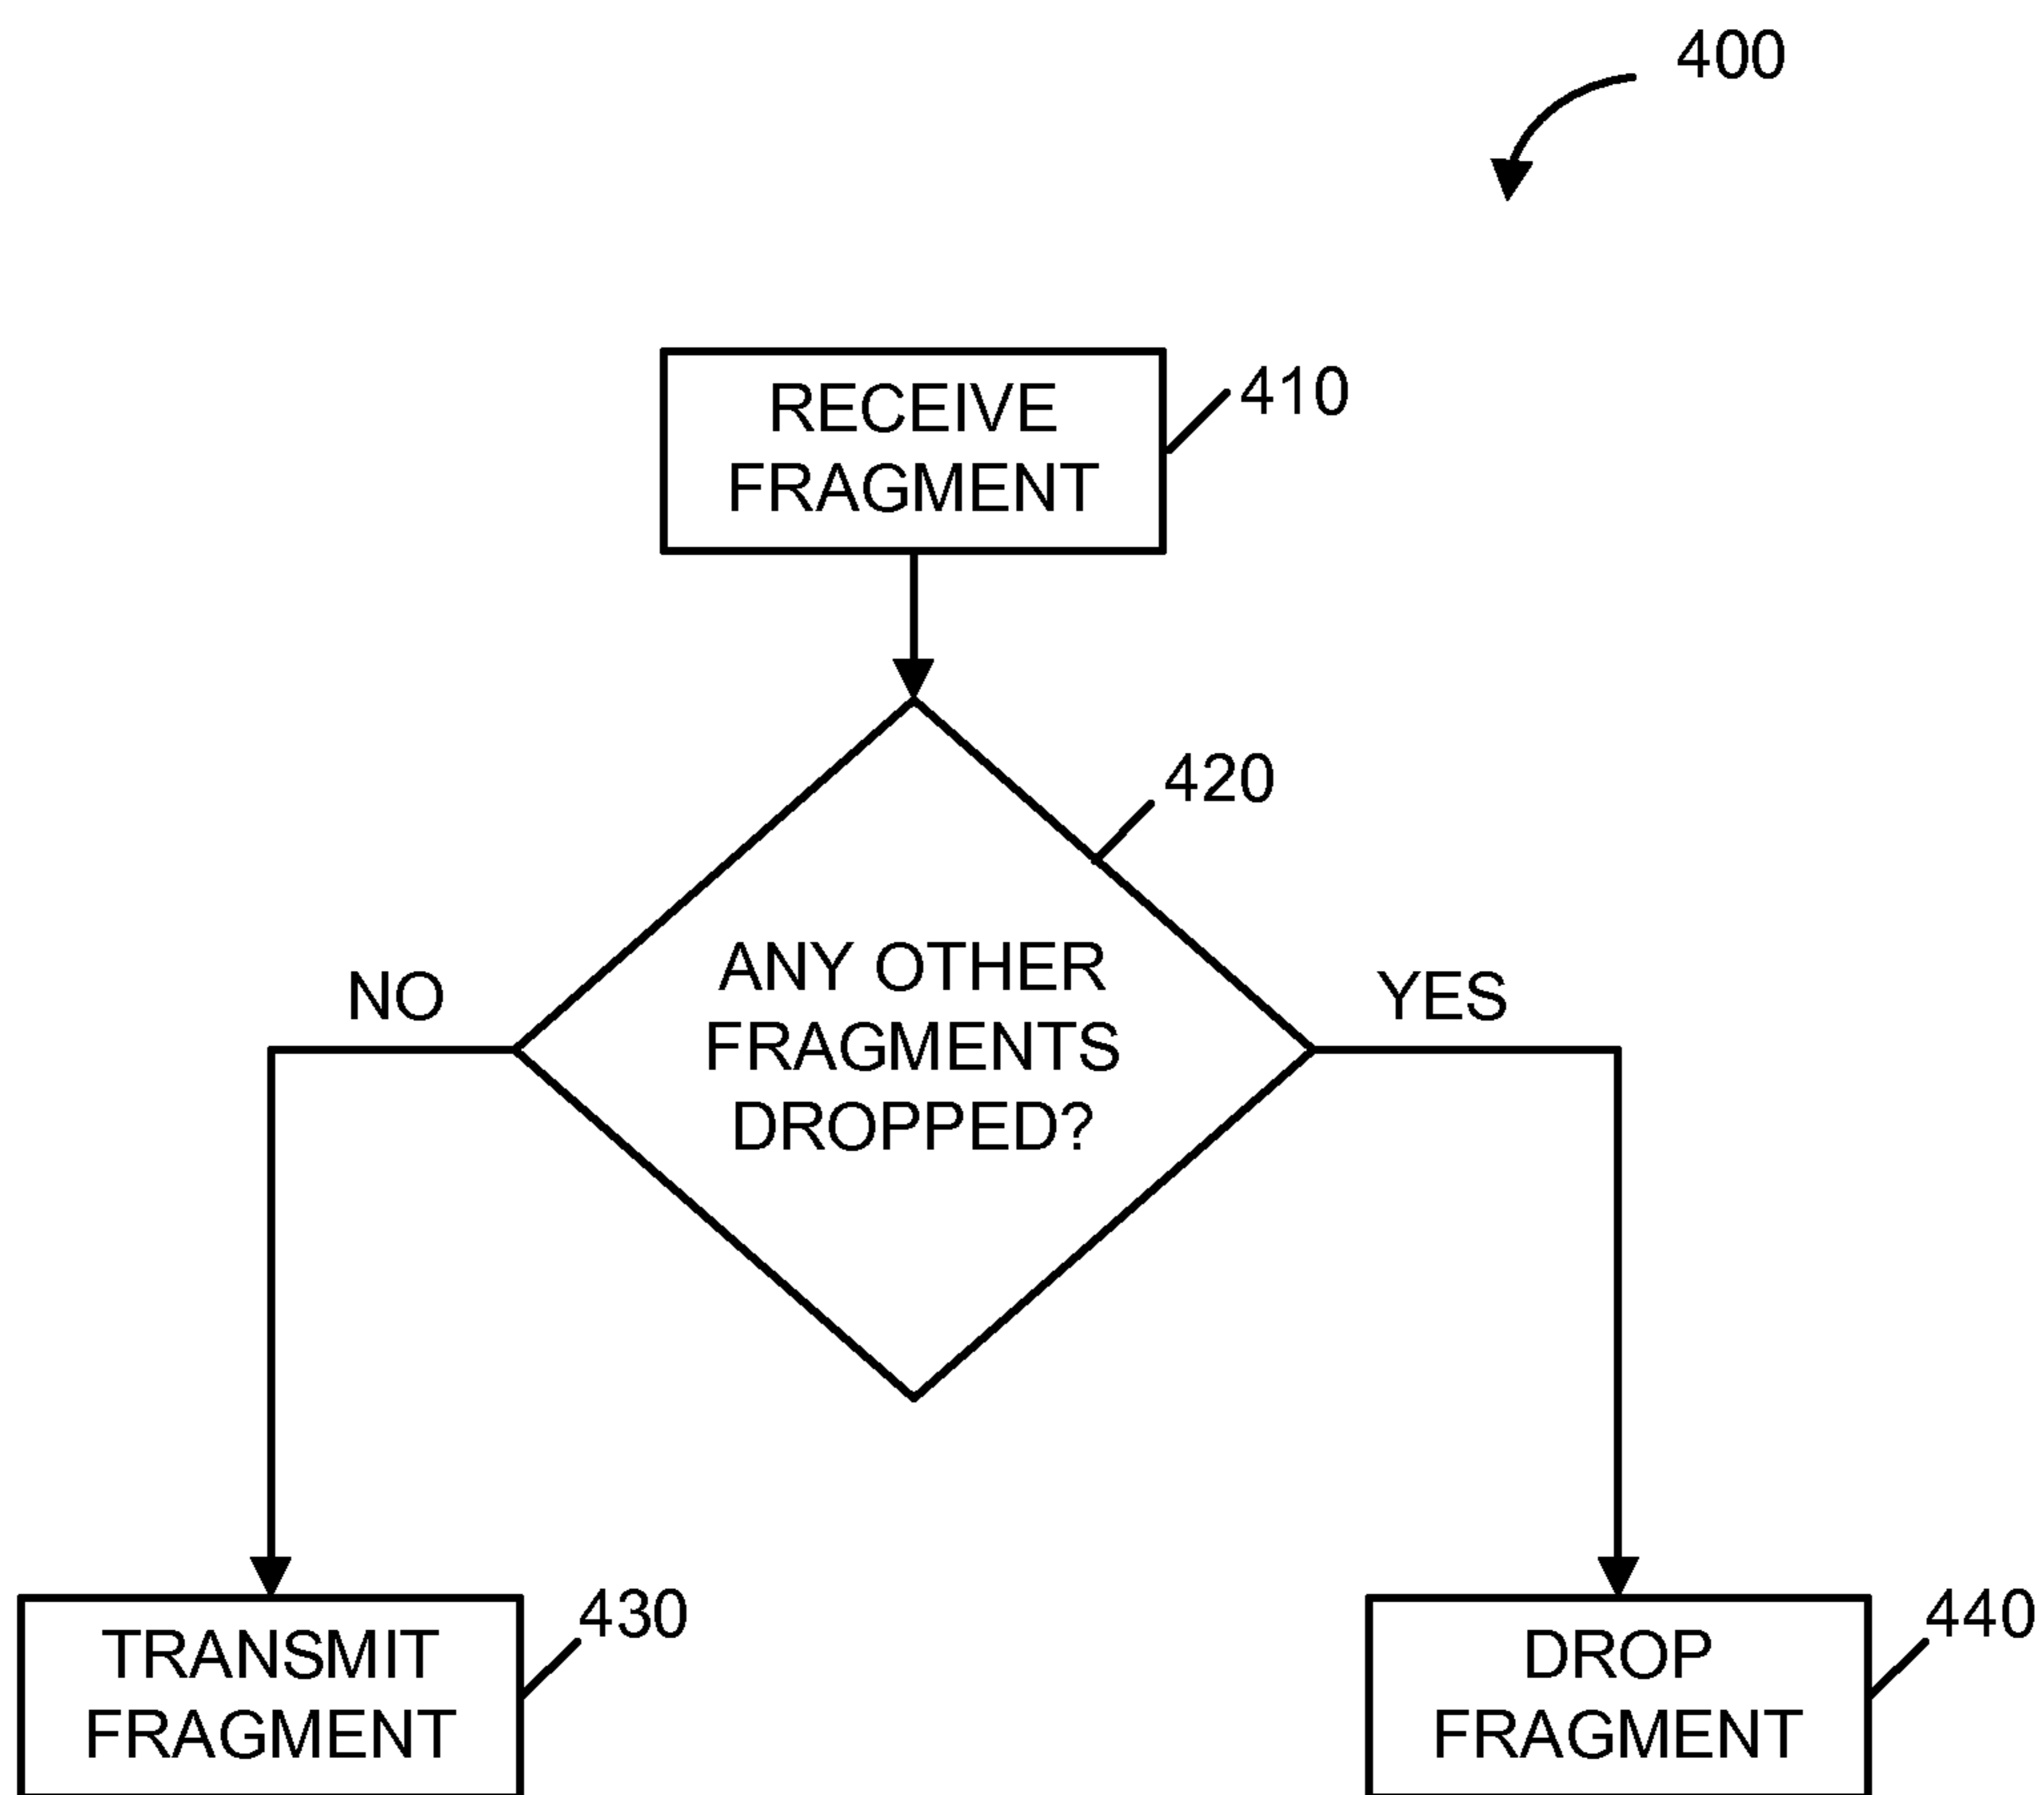 400
RECEIVE
FRAGMENT
410
420
ANY OTHER
FRAGMENTS
DROPPED?
NO
YES
TRANSMIT
FRAGMENT
430
DROP
FRAGMENT
440